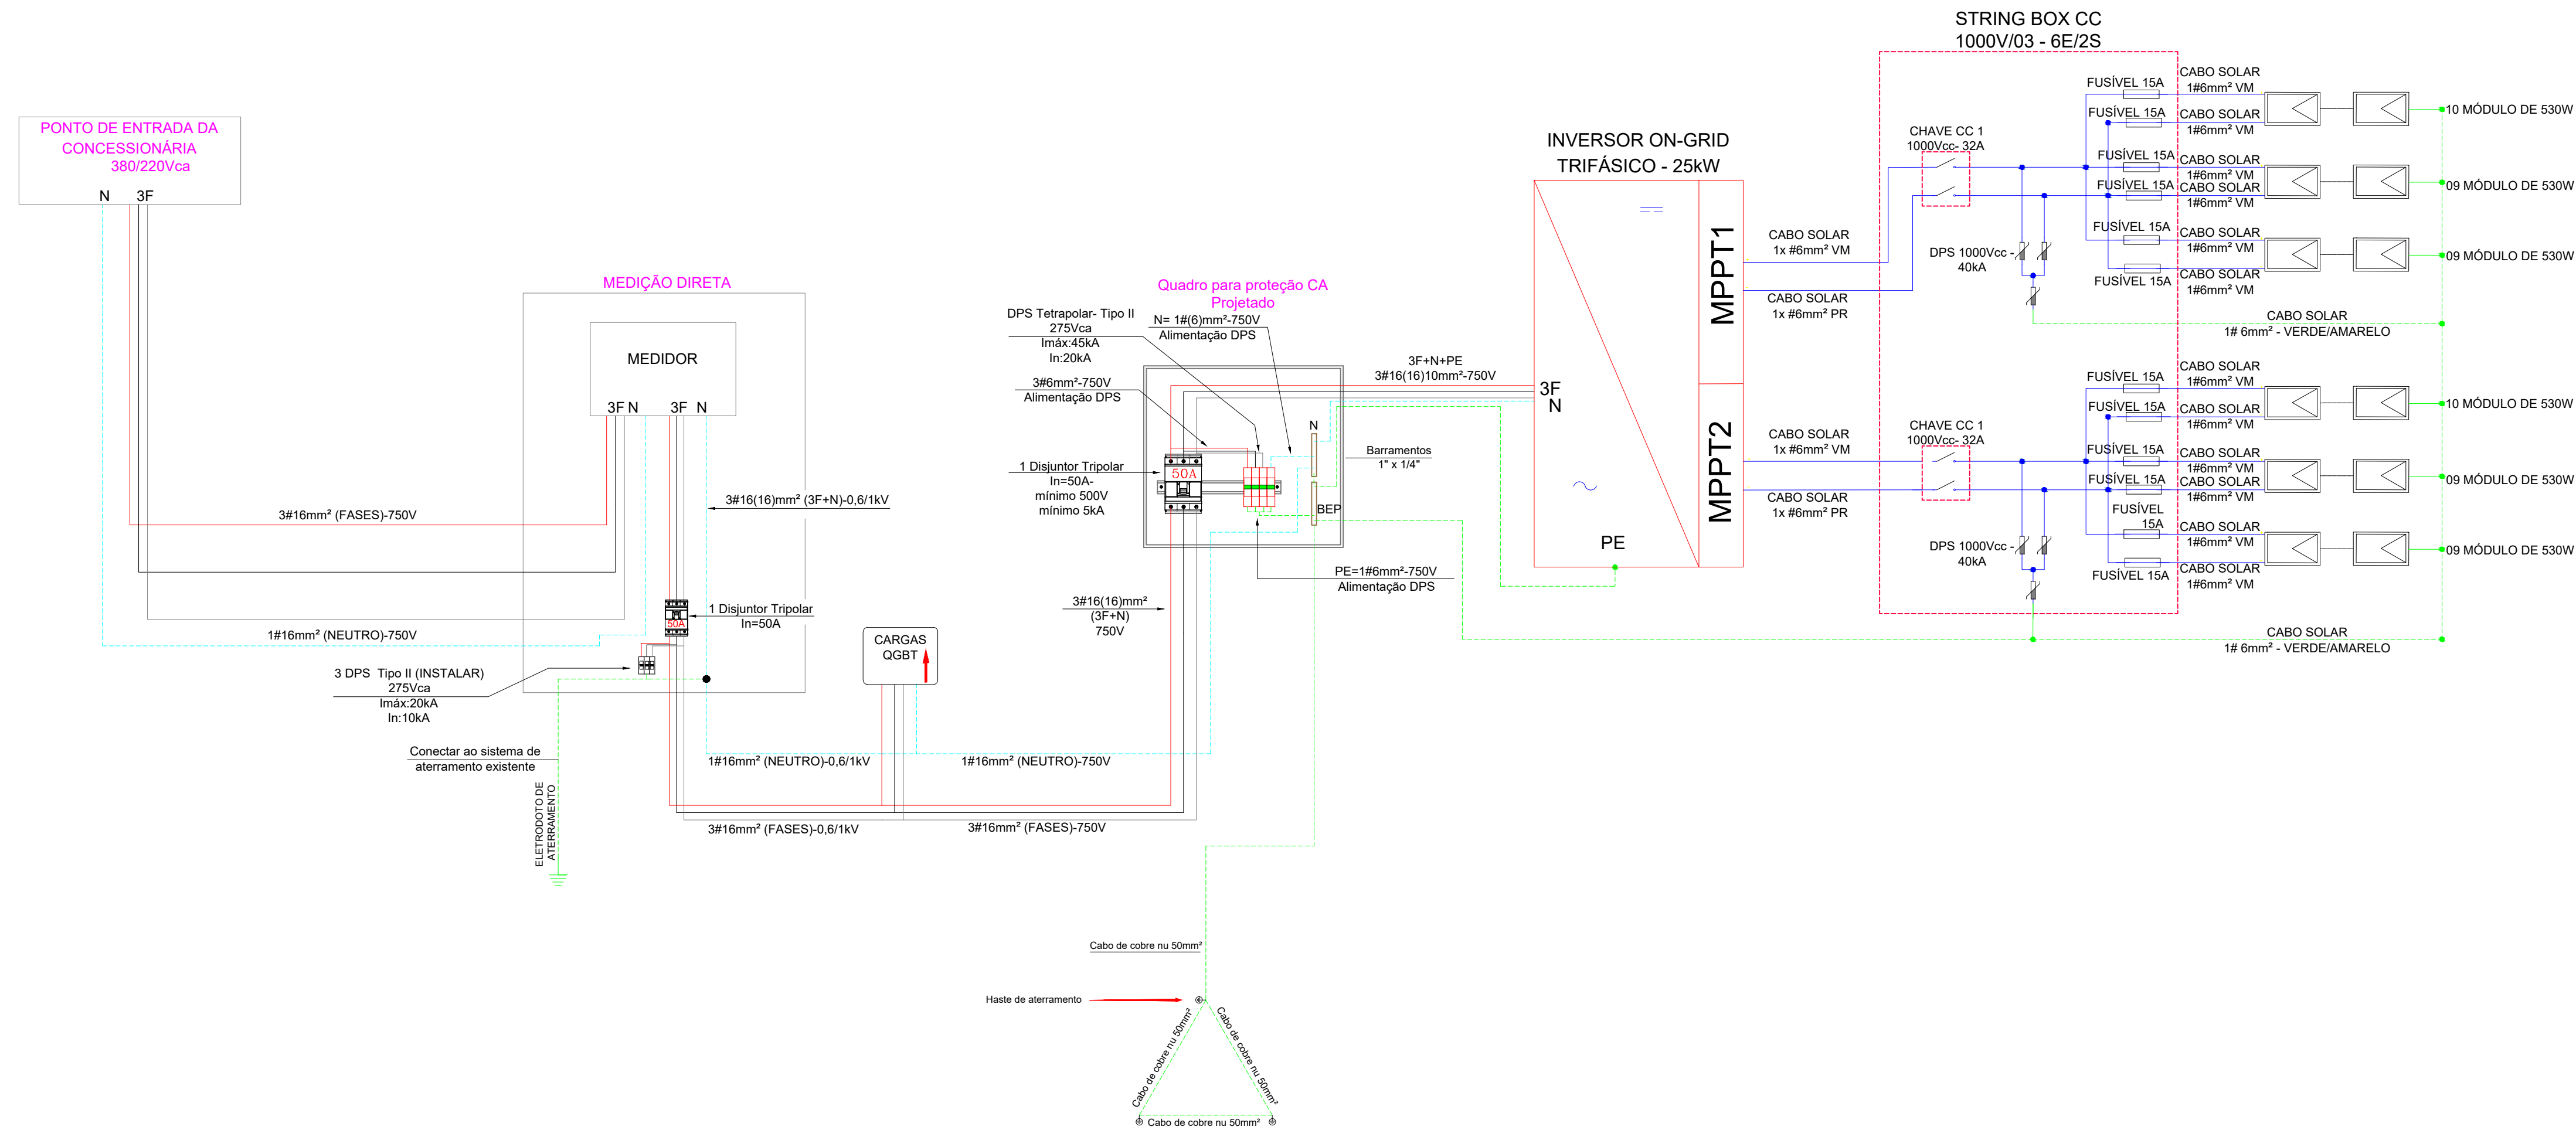 PONTO DE ENTRADA DA
CONCESSIONÁRIA
380/220Vca
N
3F
3#16mm² (FASES)-750V
1#16mm² (NEUTRO)-750V
MEDIÇÃO DIRETA
MEDIDOR
3F N
3F N
3#16(16)mm² (3F+N)-0,6/1kV
50A
1 Disjuntor Tripolar
In=50A
3 DPS Tipo II (INSTALAR)
275Vca
Imáx:20kA
In:10kA
Conectar ao sistema de
aterramento existente
ELETRODOTO DE
ATERRAMENTO
1#16mm² (NEUTRO)-0,6/1kV
3#16mm² (FASES)-0,6/1kV
CARGAS
QGBT
1#16mm² (NEUTRO)-750V
3#16mm² (FASES)-750V
Quadro para proteção CA
Projetado
DPS Tetrapolar- Tipo II
275Vca
Imáx:45kA
In:20kA
N= 1#(6)mm²-750V
Alimentação DPS
3#6mm²-750V
Alimentação DPS
1 Disjuntor Tripolar
In=50A-
mínimo 500V
mínimo 5kA
50A
N
BEP
Barramentos
1" x 1/4"
PE=1#6mm²-750V
Alimentação DPS
3#16(16)mm²
(3F+N)
750V
3F+N+PE
3#16(16)10mm²-750V
Cabo de cobre nu 50mm²
Haste de aterramento
Cabo de cobre nu 50mm²
Cabo de cobre nu 50mm²
Cabo de cobre nu 50mm²
INVERSOR ON-GRID
TRIFÁSICO - 25kW
3F
N
PE
MPPT1
MPPT2
CABO SOLAR
1x #6mm² VM
CABO SOLAR
1x #6mm² PR
CABO SOLAR
1x #6mm² VM
CABO SOLAR
1x #6mm² PR
STRING BOX CC
1000V/03 - 6E/2S
CHAVE CC 1
1000Vcc- 32A
DPS 1000Vcc -
40kA
FUSÍVEL 15A
FUSÍVEL 15A
FUSÍVEL 15A
FUSÍVEL 15A
FUSÍVEL 15A
FUSÍVEL 15A
CABO SOLAR
1#6mm² VM
CABO SOLAR
1#6mm² VM
CABO SOLAR
1#6mm² VM
CABO SOLAR
1#6mm² VM
CABO SOLAR
1#6mm² VM
CABO SOLAR
1#6mm² VM
10 MÓDULO DE 530W
09 MÓDULO DE 530W
09 MÓDULO DE 530W
CABO SOLAR
1# 6mm² - VERDE/AMARELO
CHAVE CC 1
1000Vcc- 32A
DPS 1000Vcc -
40kA
FUSÍVEL 15A
FUSÍVEL 15A
FUSÍVEL 15A
FUSÍVEL 15A
FUSÍVEL
15A
FUSÍVEL 15A
CABO SOLAR
1#6mm² VM
CABO SOLAR
1#6mm² VM
CABO SOLAR
1#6mm² VM
CABO SOLAR
1#6mm² VM
CABO SOLAR
1#6mm² VM
CABO SOLAR
1#6mm² VM
10 MÓDULO DE 530W
09 MÓDULO DE 530W
09 MÓDULO DE 530W
CABO SOLAR
1# 6mm² - VERDE/AMARELO